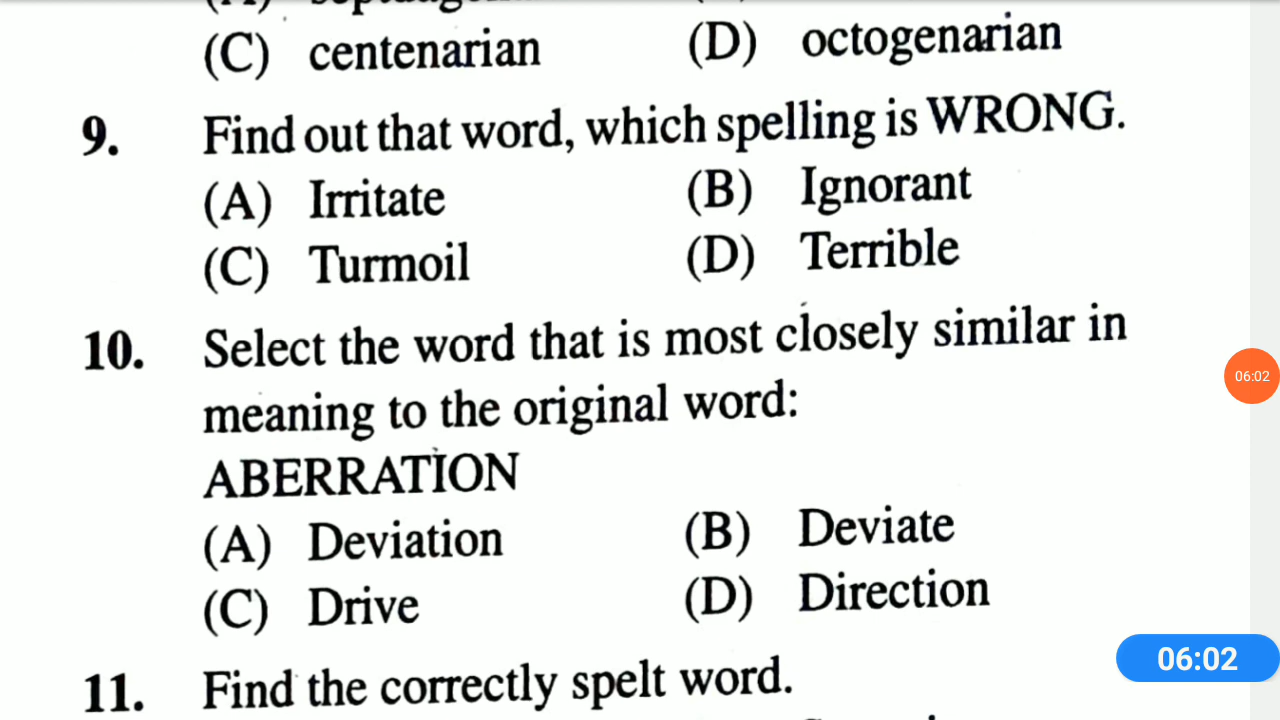 (C) centenarian (D) octogenarian
9. Find out that word, which spelling is WRONG.
(A) Irritate (B) Ignorant
(C) Turmoil (D) Terrible
10. Select the word that is most closely similar in
meaning to the original word:
ABERRATION
(A) Deviation (B) Deviate
(C) Drive (D) Direction
11. Find the correctly spelt word.
06:02
06:02